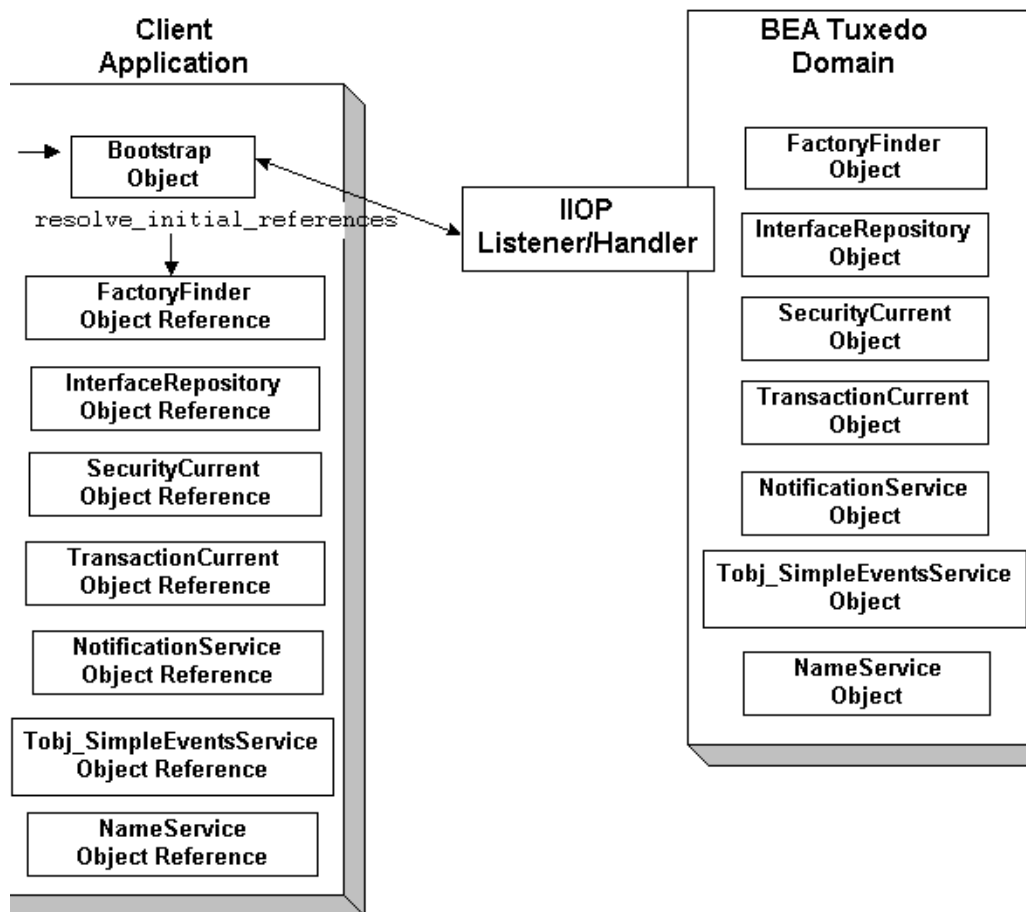 Client
Application
Bootstrap
Object
resolve_initial_references
FactoryFinder
Object Reference
InterfaceRepository
Object Reference
SecurityCurrent
Object Reference
TransactionCurrent
Object Reference
NotificationService
Object Reference
Tobj_SimpleEventsService
Object Reference
NameService
Object Reference
IIOP
Listener/Handler
BEA Tuxedo
Domain
FactoryFinder
Object
InterfaceRepository
Object
SecurityCurrent
Object
TransactionCurrent
Object
NotificationService
Object
Tobj_SimpleEventsService
Object
NameService
Object